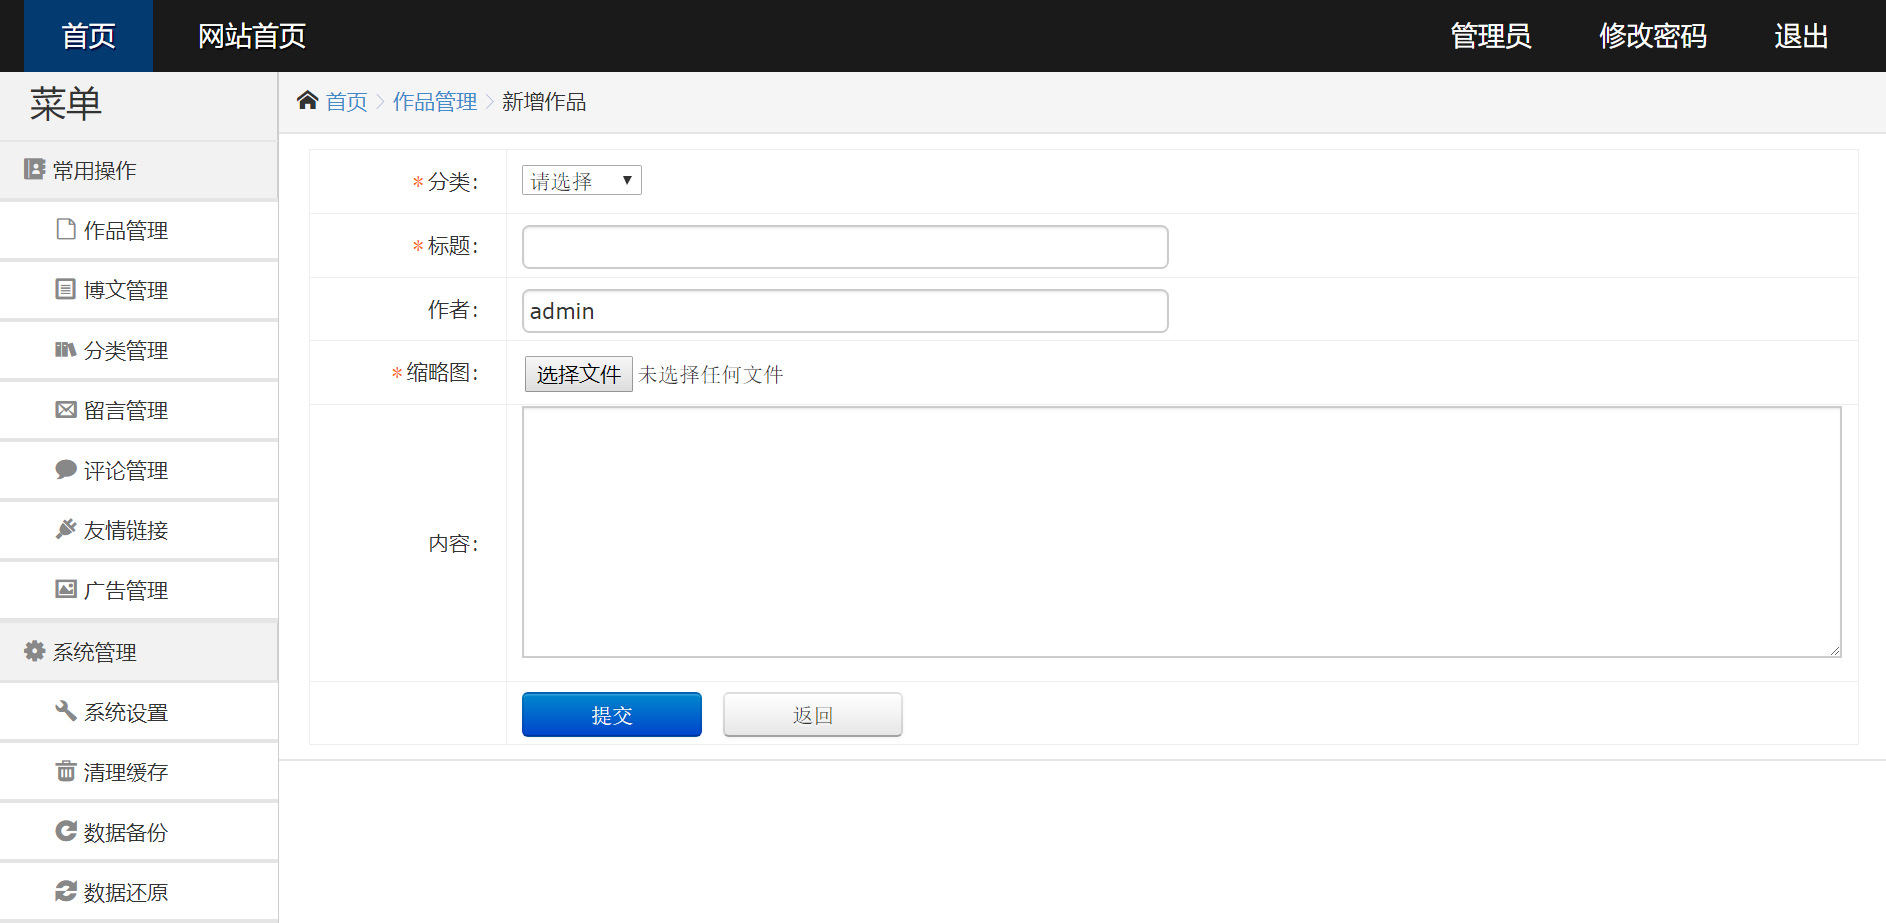 首页 网站首页 管理员 修改密码 退出
菜单
首页 > 作品管理 > 新增作品
常用操作
作品管理
博文管理
分类管理
留言管理
评论管理
友情链接
广告管理
系统管理
系统设置
清理缓存
数据备份
数据还原
*分类: 请选择
*标题:
作者: admin
*缩略图: 选择文件 未选择任何文件
内容:
提交 返回